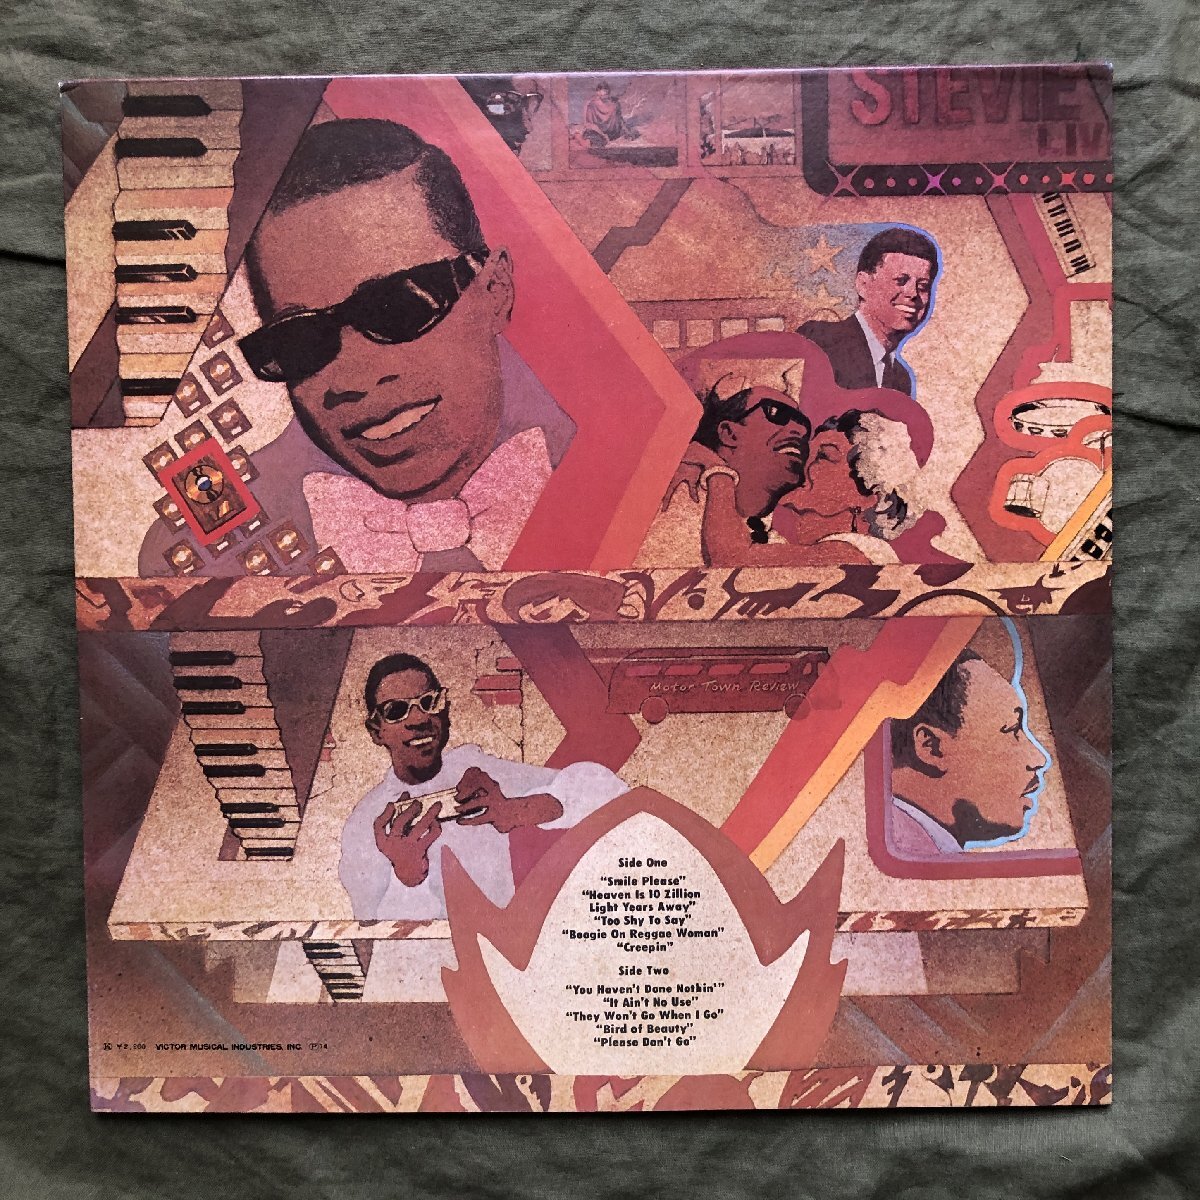 STEVIE
LIV
Motor Town Review
Side One
"Smile Please"
"Heaven Is 10 Zillion
Light Years Away"
"Too Shy To Say"
"Boogie On Reggae Woman"
"Creepin"
Side Two
"You Haven't Done Nothin'"
"It Ain't No Use"
"They Won't Go When I Go"
"Bird of Beauty"
"Please Don't Go"
VICTOR MUSICAL INDUSTRIES, INC. Ⓟ74